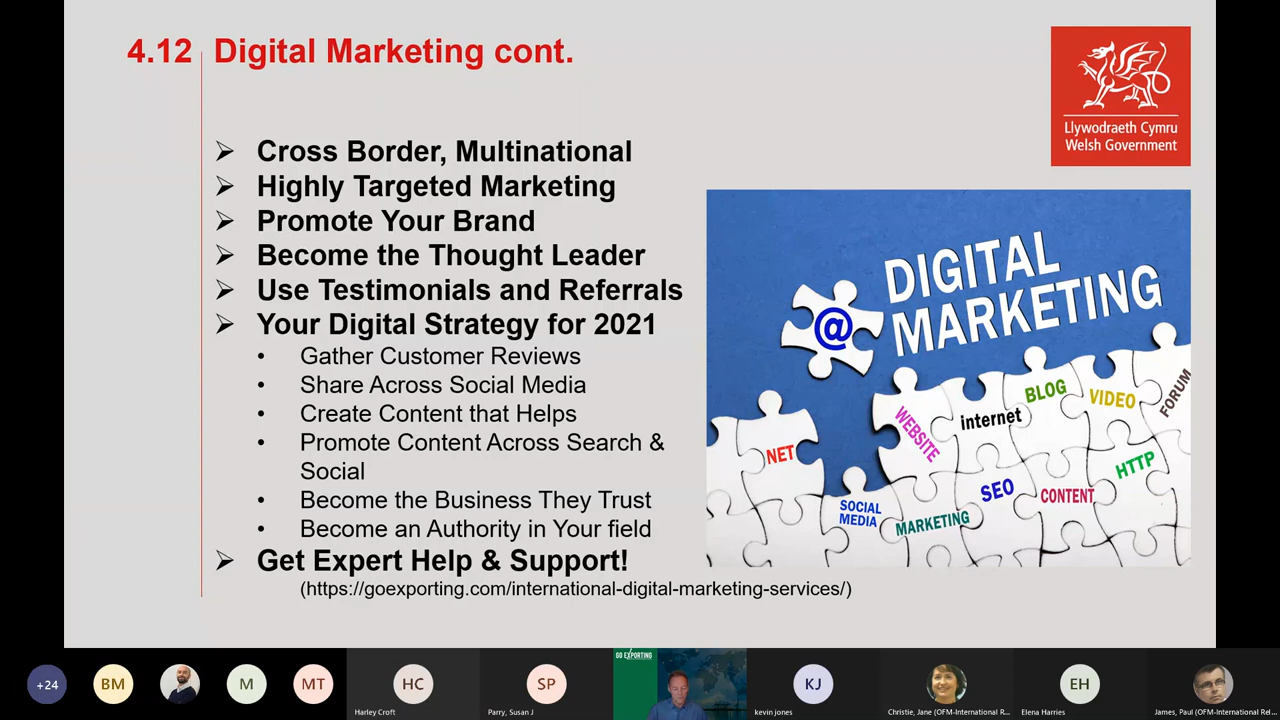 4.12 Digital Marketing cont.
Llywodraeth Cymru
Welsh Government
➢ Cross Border, Multinational
➢ Highly Targeted Marketing
➢ Promote Your Brand
➢ Become the Thought Leader
➢ Use Testimonials and Referrals
➢ Your Digital Strategy for 2021
• Gather Customer Reviews
• Share Across Social Media
• Create Content that Helps
• Promote Content Across Search &
Social
• Become the Business They Trust
• Become an Authority in Your field
➢ Get Expert Help & Support!
(https://goexporting.com/international-digital-marketing-services/)
DIGITAL
MARKETING
@
NET
WEBSITE
internet
BLOG
VIDEO
FORUM
SOCIAL
MEDIA
MARKETING
SEO
CONTENT
HTTP
+24
BM
M
MT
HC
Harley Croft
SP
Parry, Susan J
GO EXPORTING
KJ
kevin jones
Christie, Jane (OFM-International R...
EH
Elena Harries
James, Paul (OFM-International Rel...